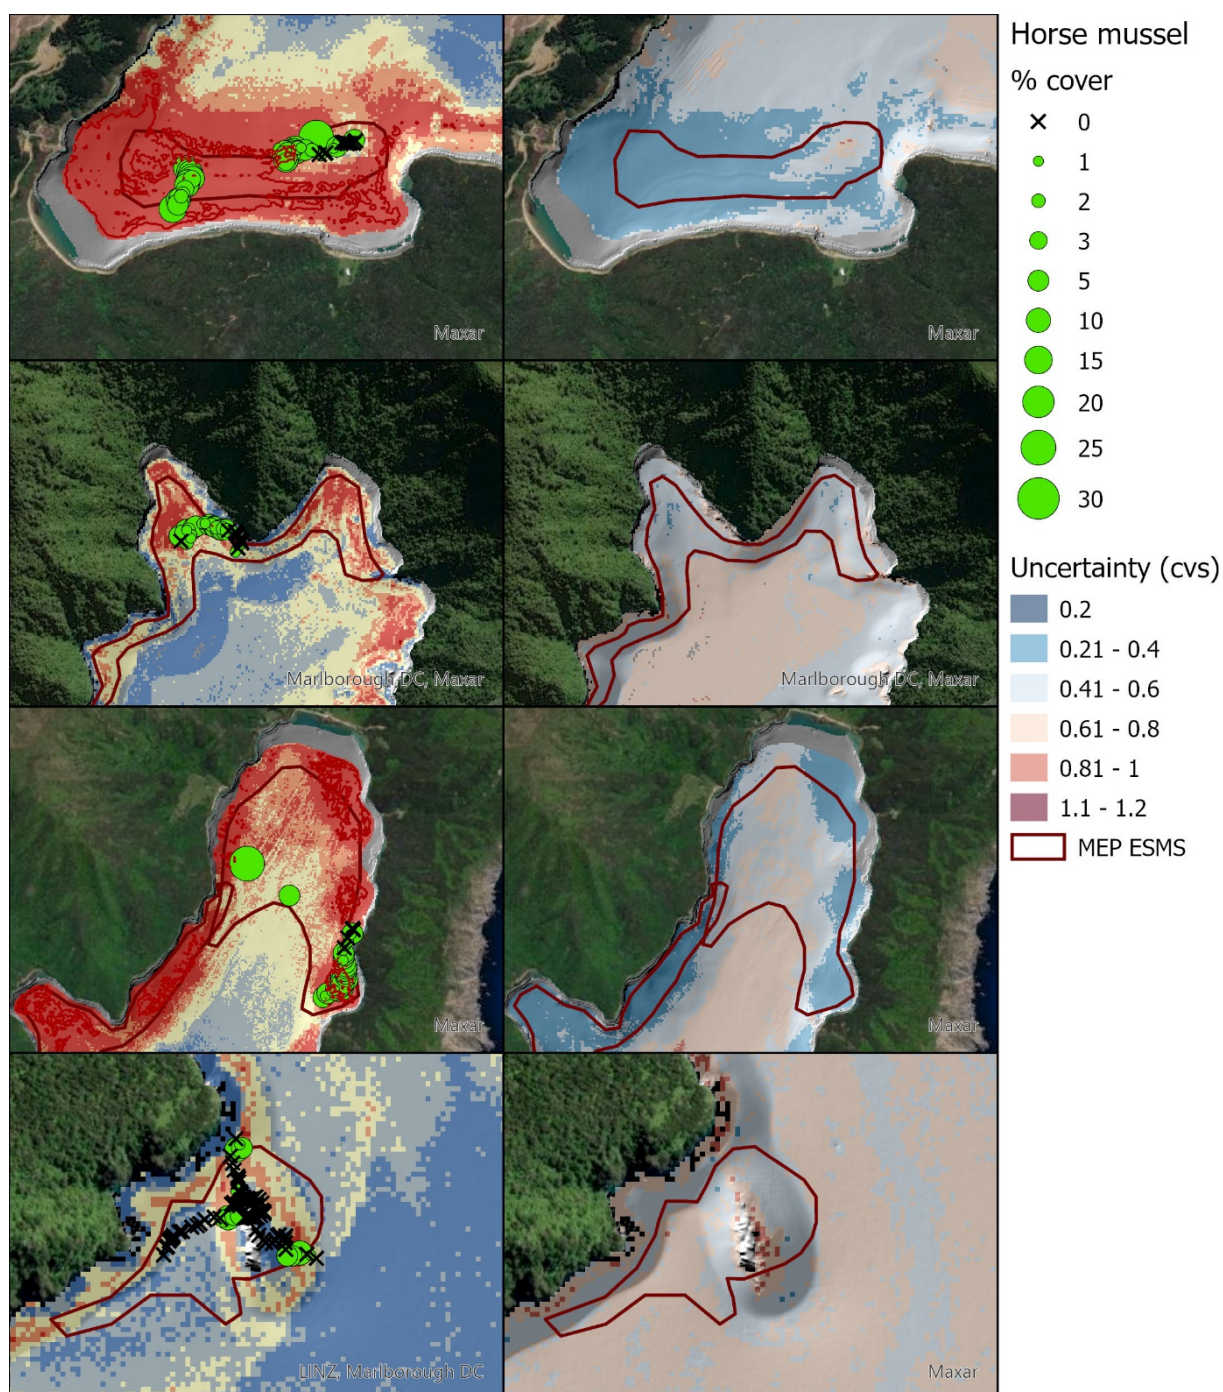 Horse mussel
% cover
0
1
2
3
5
10
15
20
25
30
Uncertainty (cvs)
0.2
0.21 - 0.4
0.41 - 0.6
0.61 - 0.8
0.81 - 1
1.1 - 1.2
MEP ESMS
Maxar
Maxar
Marlborough DC, Maxar
Marlborough DC, Maxar
Maxar
Maxar
LINZ, Marlborough DC
Maxar